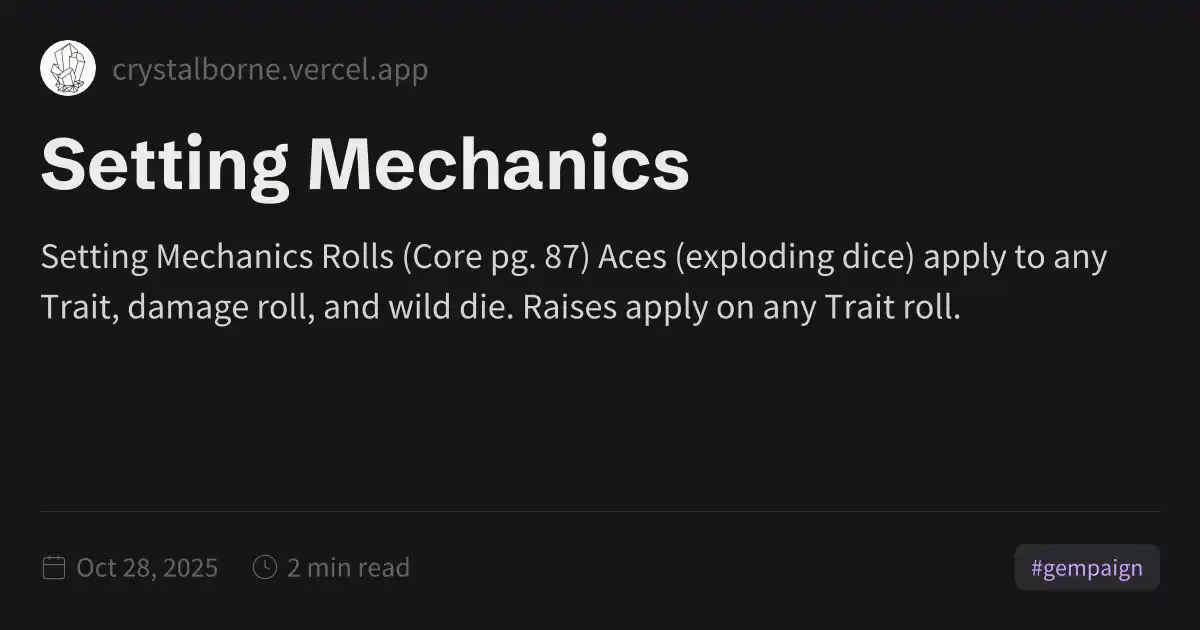 crystalborne.vercel.app
Setting Mechanics
Setting Mechanics Rolls (Core pg. 87) Aces (exploding dice) apply to any
Trait, damage roll, and wild die. Raises apply on any Trait roll.
Oct 28, 2025
2 min read
#gempaign